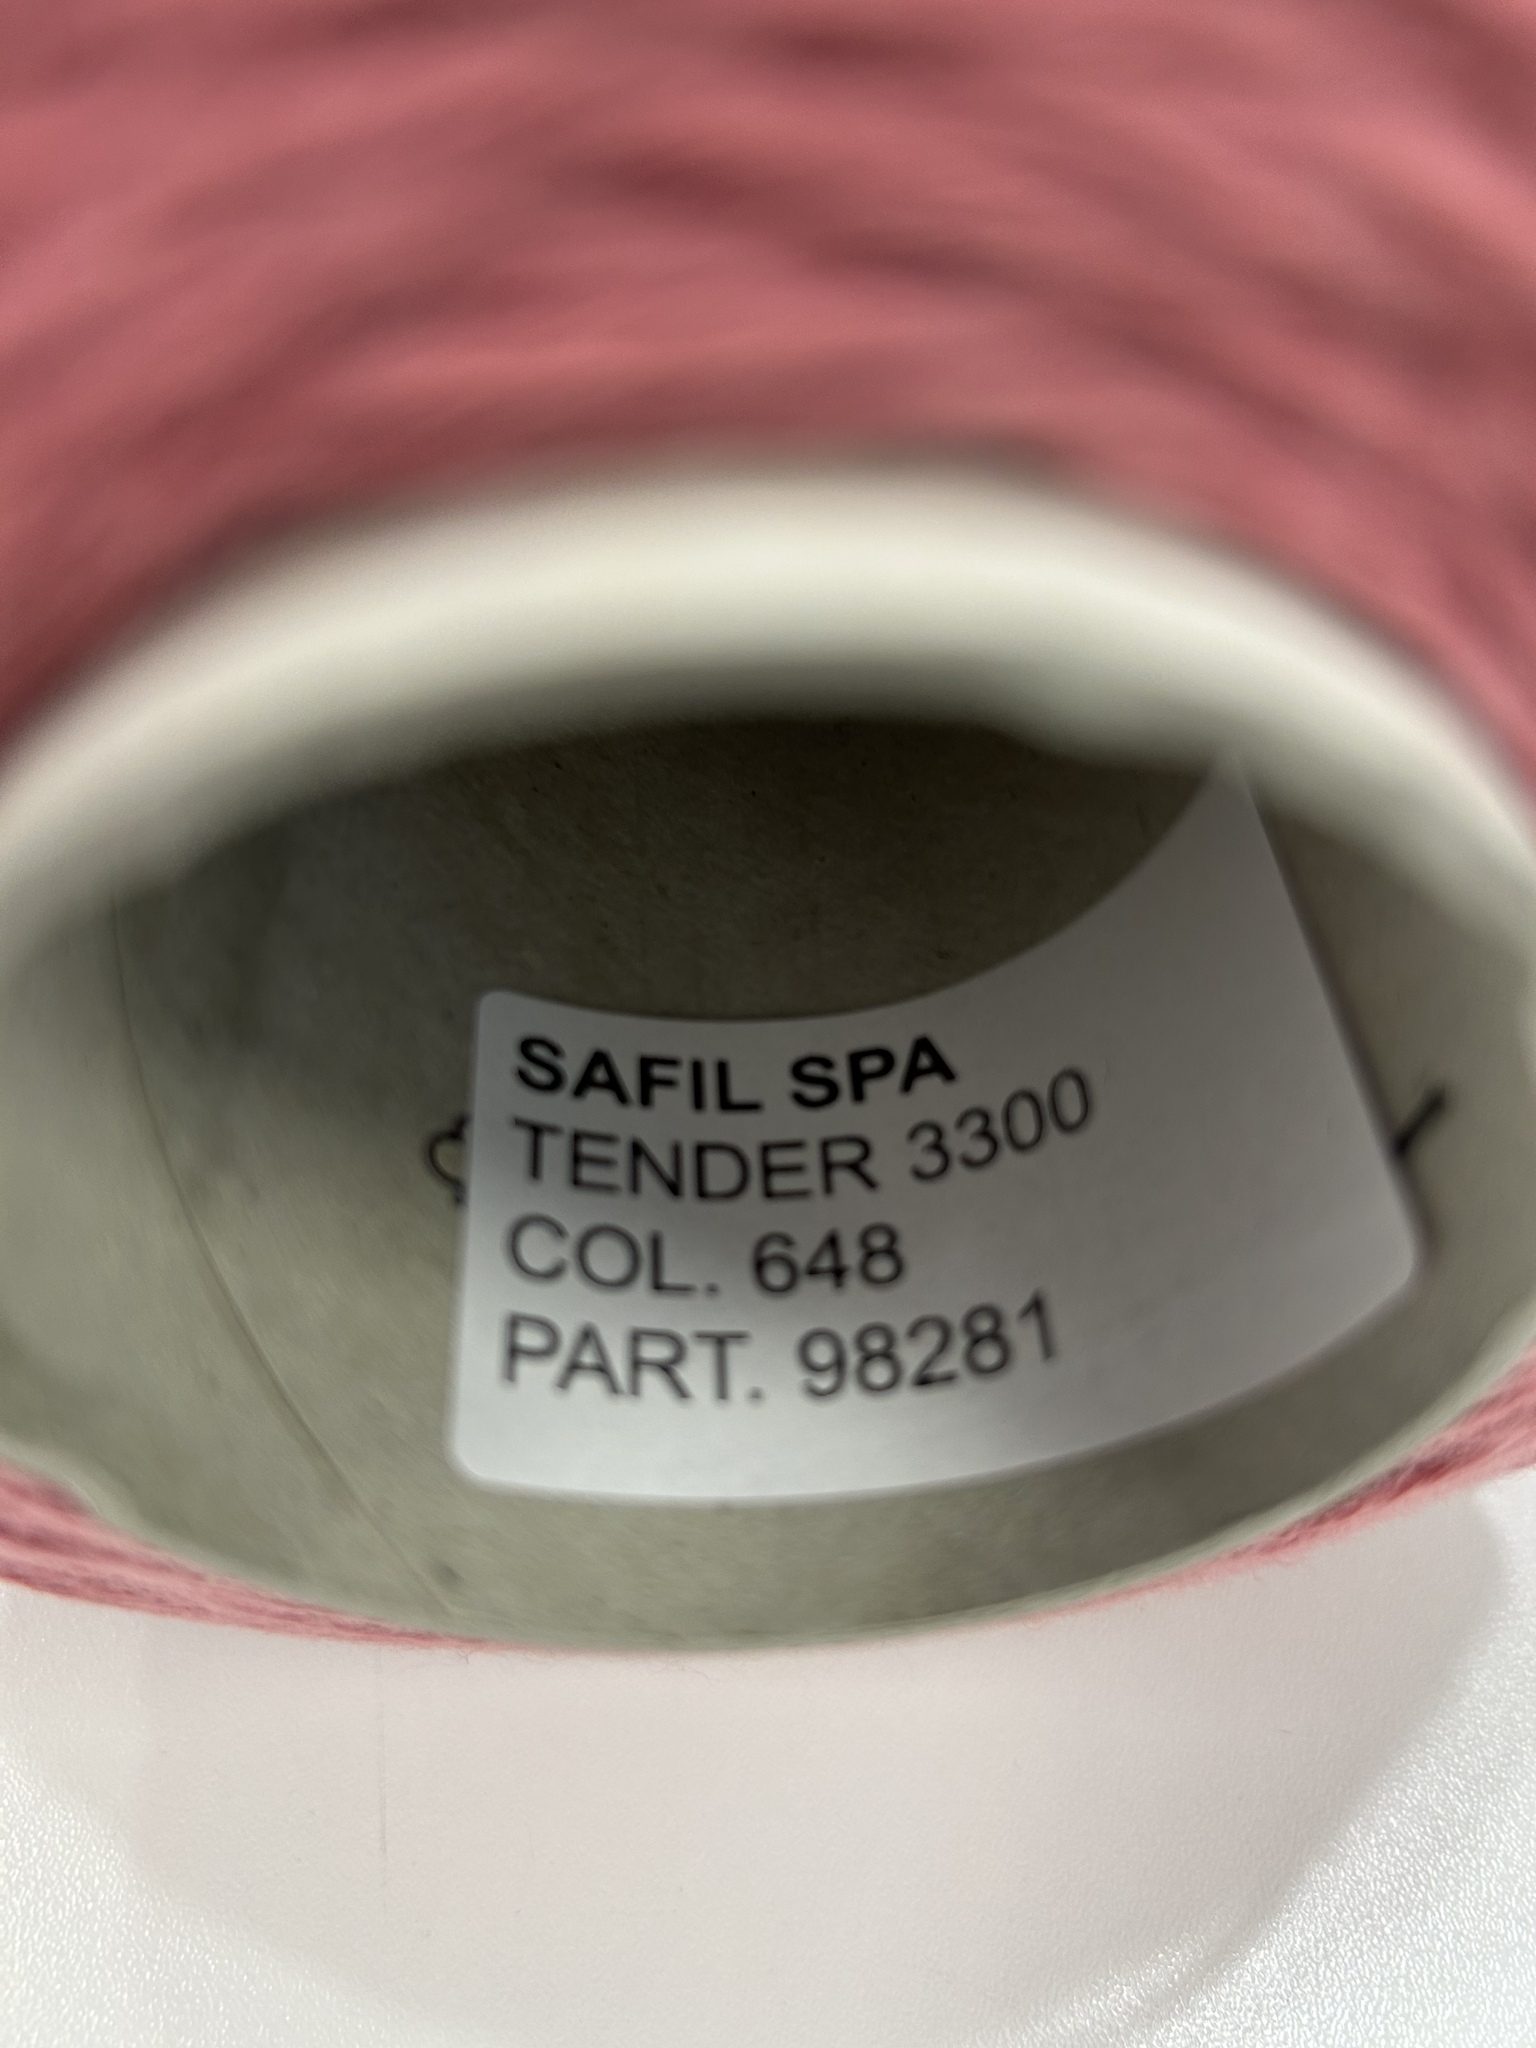 SAFIL SPA
TENDER 3300
COL. 648
PART. 98281